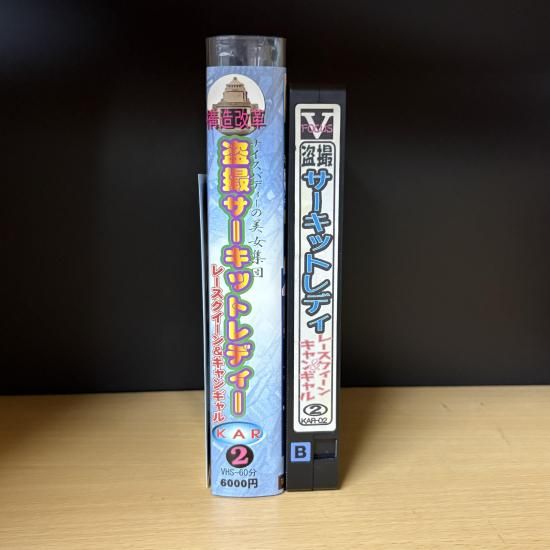 構造改革
ナイスバディーの美女集団
盗撮サーキットレディー
レースクイーン&キャンギャル
KAR
2
VHS-60分
6000円
V
FOCUS
盗撮
サーキットレディ
レースクィーン
&
キャンギャル
2
KAR-02
B